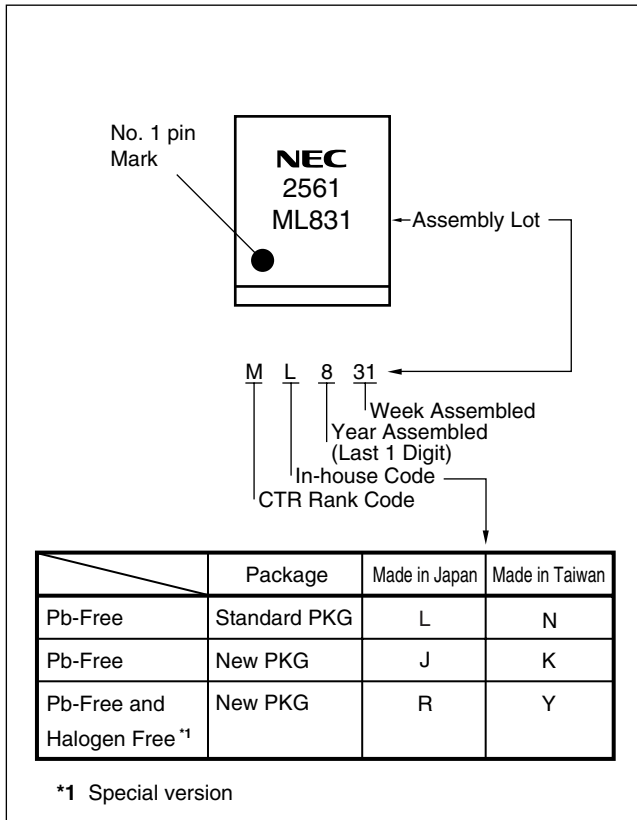 No. 1 pin
Mark
NEC
2561
ML831
Assembly Lot
M L 8 31
Week Assembled
Year Assembled
(Last 1 Digit)
In-house Code
CTR Rank Code
Package Made in Japan Made in Taiwan
Pb-Free Standard PKG L N
Pb-Free New PKG J K
Pb-Free and New PKG R Y
Halogen Free *1
*1 Special version